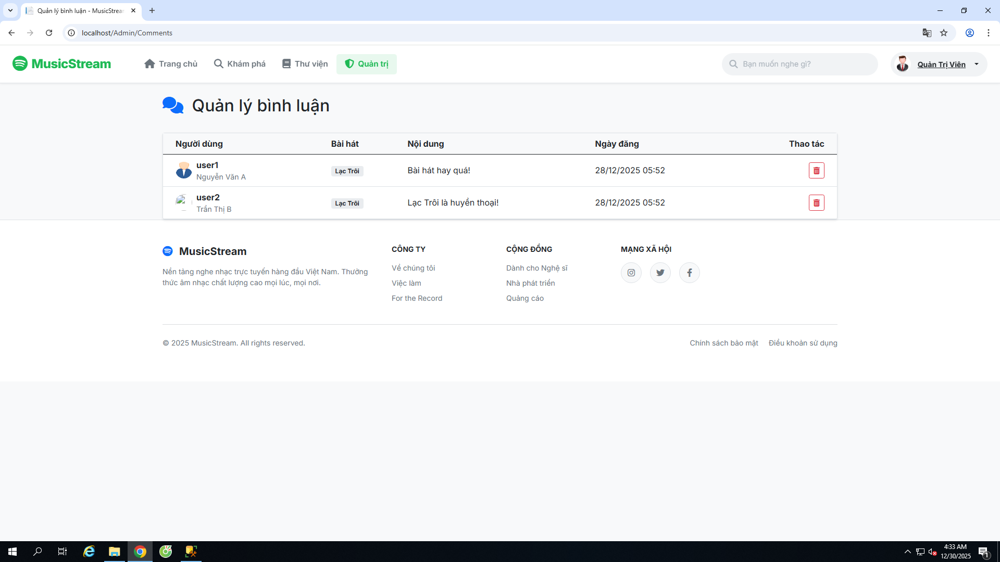 Quản lý bình luận - MusicStream
localhost/Admin/Comments
MusicStream
Trang chủ
Khám phá
Thư viện
Quản trị
Bạn muốn nghe gì?
Quản Trị Viên
Quản lý bình luận
Người dùng Bài hát Nội dung Ngày đăng Thao tác
user1
Nguyễn Văn A
Lạc Trôi
Bài hát hay quá!
28/12/2025 05:52
user2
Trần Thị B
Lạc Trôi
Lạc Trôi là huyền thoại!
28/12/2025 05:52
MusicStream
Nền tảng nghe nhạc trực tuyến hàng đầu Việt Nam. Thưởng
thức âm nhạc chất lượng cao mọi lúc, mọi nơi.
CÔNG TY
Về chúng tôi
Việc làm
For the Record
CỘNG ĐỒNG
Dành cho Nghệ sĩ
Nhà phát triển
Quảng cáo
MẠNG XÃ HỘI
© 2025 MusicStream. All rights reserved.
Chính sách bảo mật
Điều khoản sử dụng
4:33 AM
12/30/2025
1